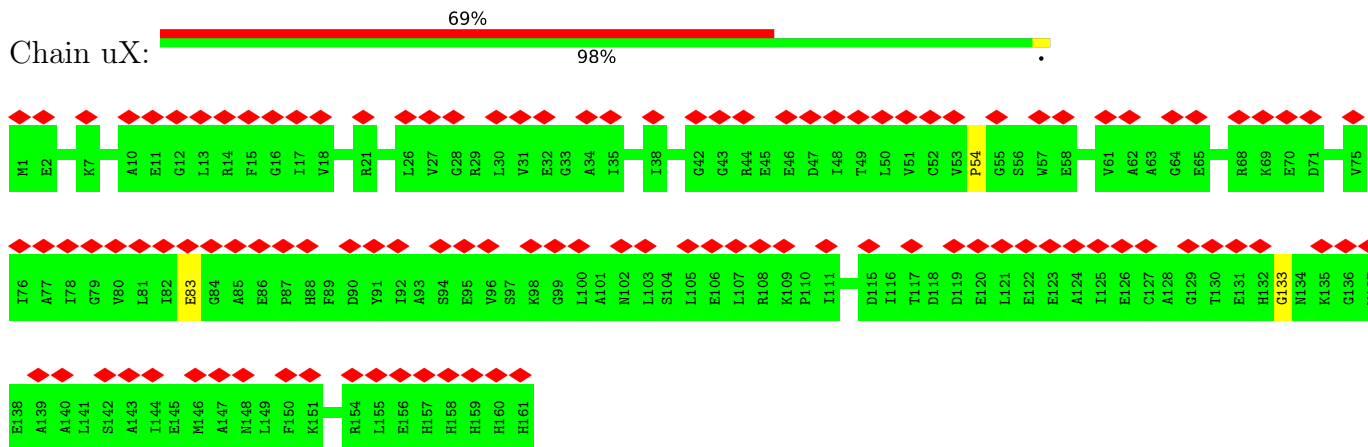 69%
Chain uX:
98%
.
M1 E2 K7 A10 E11 G12 L13 R14 F15 G16 I17 V18 R21 L26 V27 G28 R29 L30 V31 E32 G33 A34 I35 I38 G42 G43 R44 E45 E46 D47 I48 T49 L50 V51 C52 V53 P54 G55 S56 W57 E58 V61 A62 A63 G64 E65 R68 K69 E70 D71 V75
I76 A77 I78 G79 V80 L81 I82 E83 G84 A85 E86 P87 H88 F89 D90 Y91 I92 A93 S94 E95 V96 S97 K98 G99 L100 A101 N102 L103 S104 L105 E106 L107 R108 K109 P110 I111 D115 I116 T117 D118 D119 E120 L121 E122 E123 A124 I125 E126 C127 A128 G129 T130 E131 H132 G133 N134 K135 G136
E138 A139 A140 L141 S142 A143 I144 E145 M146 A147 N148 L149 F150 K151 R154 L155 E156 H157 H158 H159 H160 H161